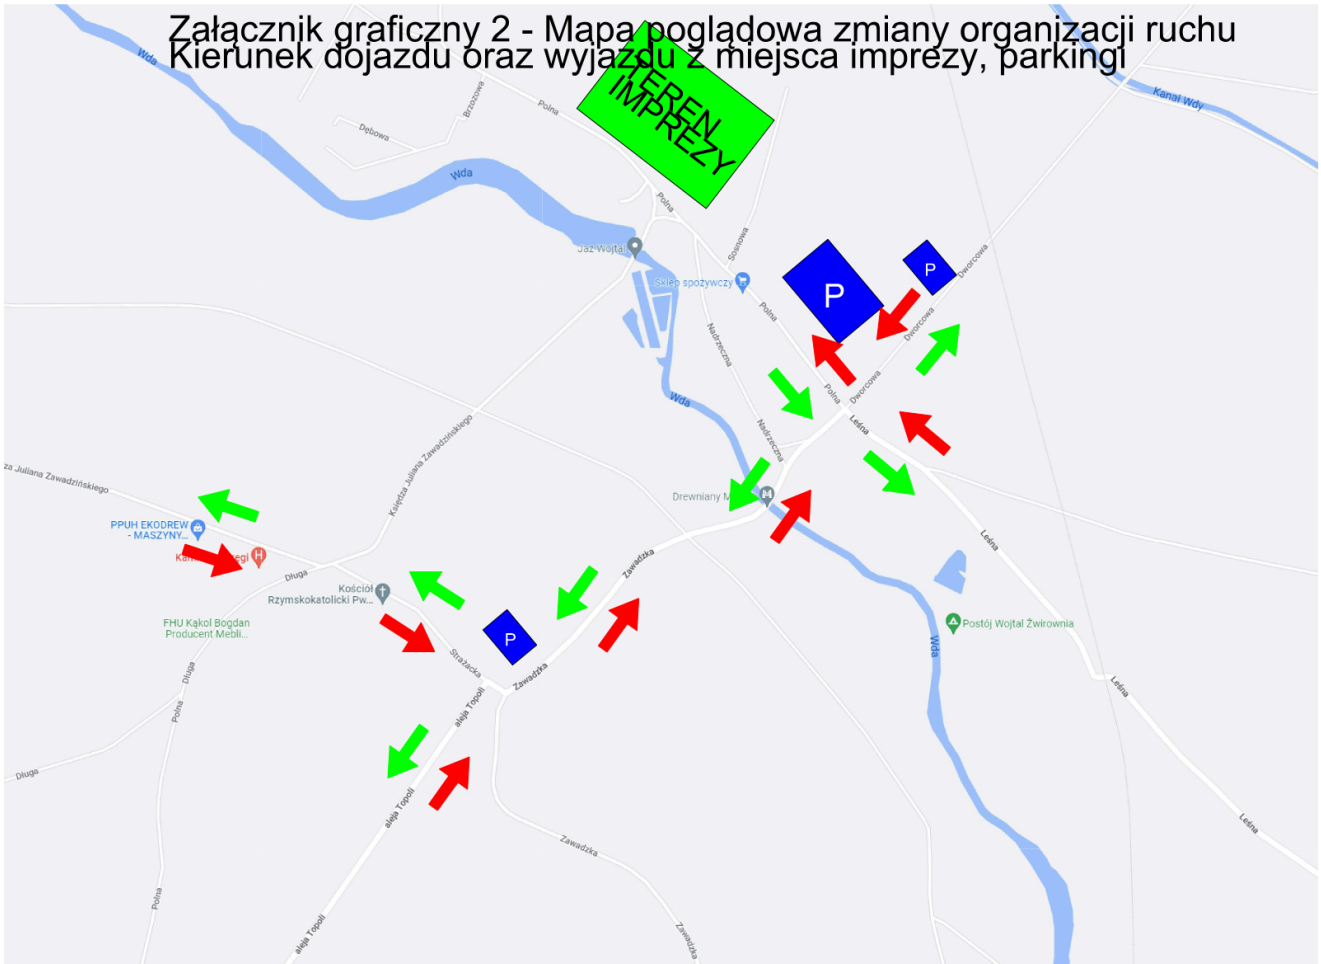 Załącznik graficzny 2 - Mapa poglądowa zmiany organizacji ruchu
Kierunek dojazdu oraz wyjazdu z miejsca imprezy, parkingi
TEREN
IMPREZY
Wda
Brzozowa
Polna
Dębowa
Wda
Kanał Wdy
Polna
Jaz Wojtal
Sosnowa
Sklep spożywczy
P
P
Dworcowa
Polna
Dworcowa
Nadrzeczna
Polna
Dworcowa
Wda
Leśna
Nadrzeczna
Księdza Juliana Zawadzińskiego
za Juliana Zawadzińskiego
Drewniany M
PPUH EKODREW
- MASZYNY...
Leśna
Zawadzka
Długa
Kościół
Rzymskokatolicki Pw...
FHU Kąkol Bogdan
Producent Mebli...
P
Postój Wojtal Żwirownia
Wda
Strażacka
Zawadzka
Długa
Polna
aleja Topoli
Leśna
Długa
aleja Topoli
Zawadzka
Leśna
Polna
aleja Topoli
Zawadzka